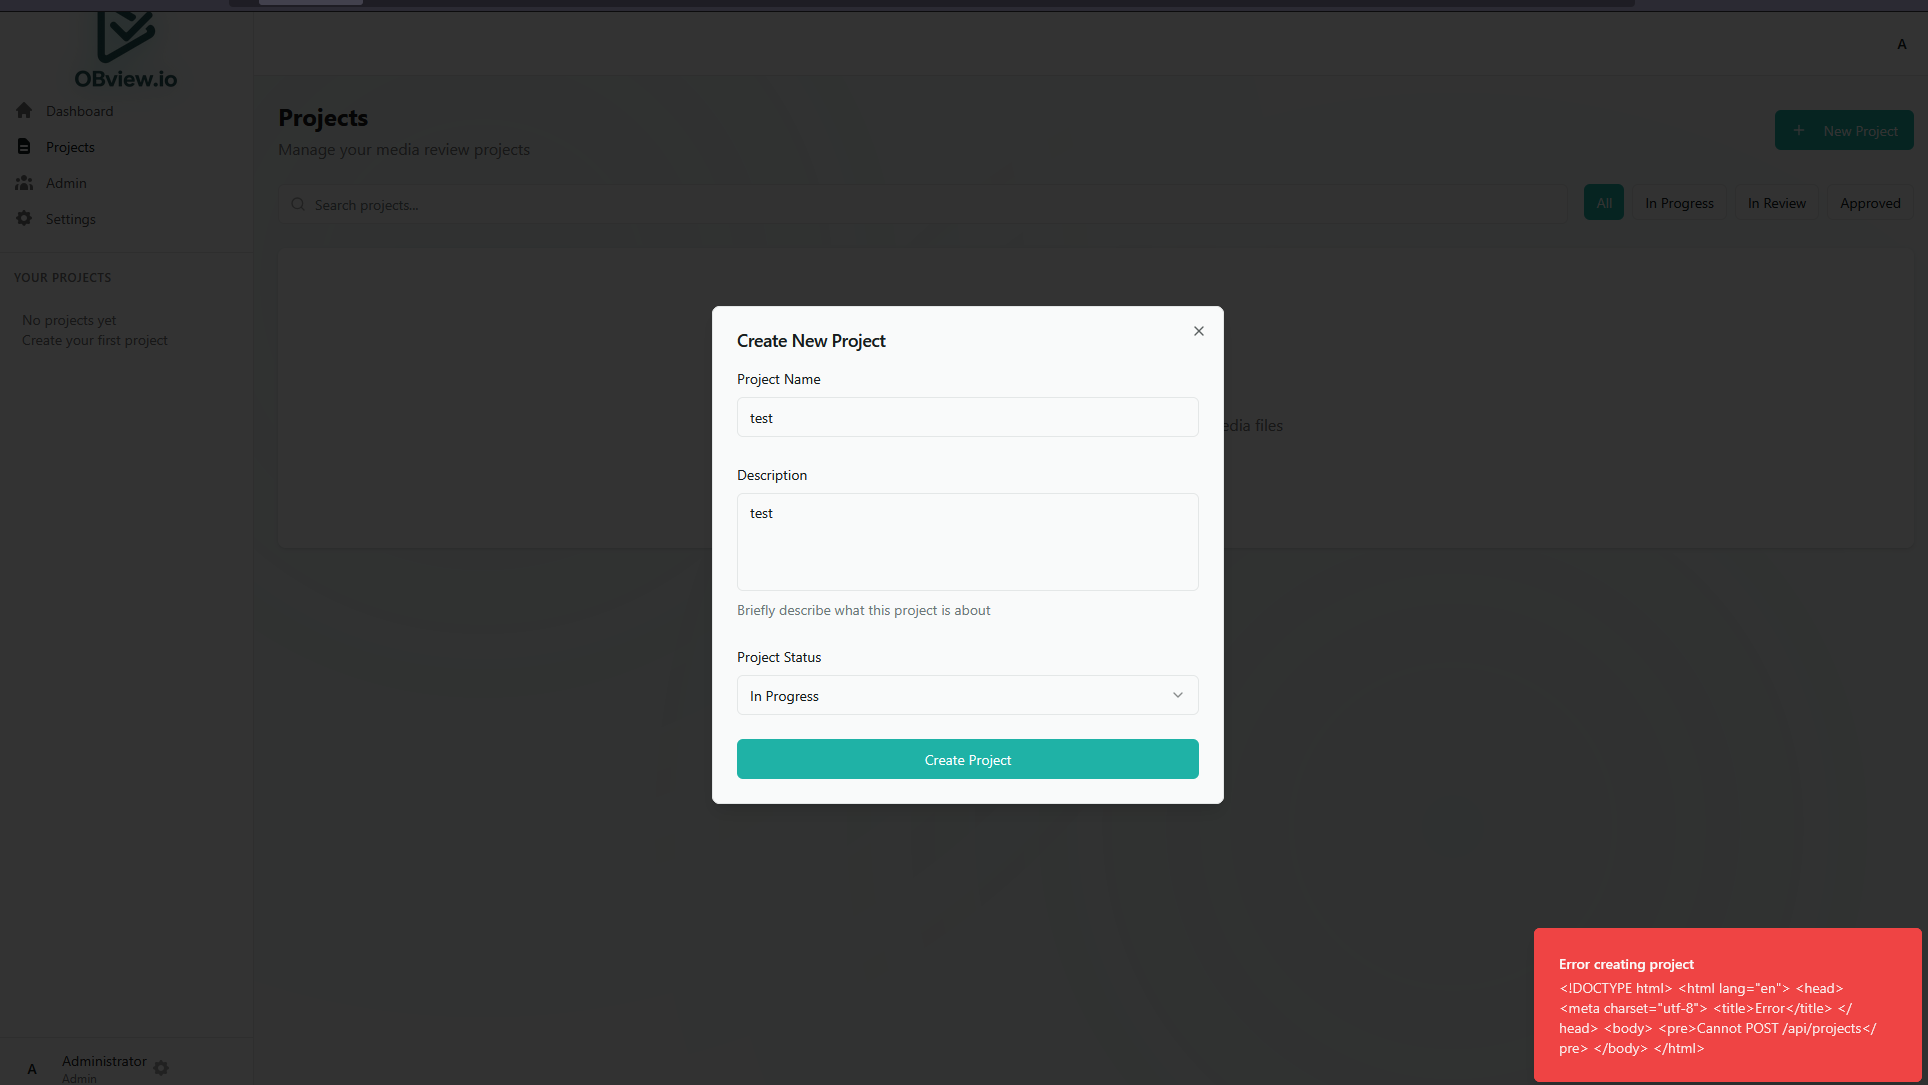 OBview.io
A
Dashboard
Projects
Admin
Settings
YOUR PROJECTS
No projects yet
Create your first project
Projects
Manage your media review projects
New Project
Search projects...
All
In Progress
In Review
Approved
edia files
Create New Project
Project Name
test
Description
test
Briefly describe what this project is about
Project Status
In Progress
Create Project
A
Administrator
Admin
Error creating project
<!DOCTYPE html> <html lang="en"> <head>
<meta charset="utf-8"> <title>Error</title> </
head> <body> <pre>Cannot POST /api/projects</
pre> </body> </html>